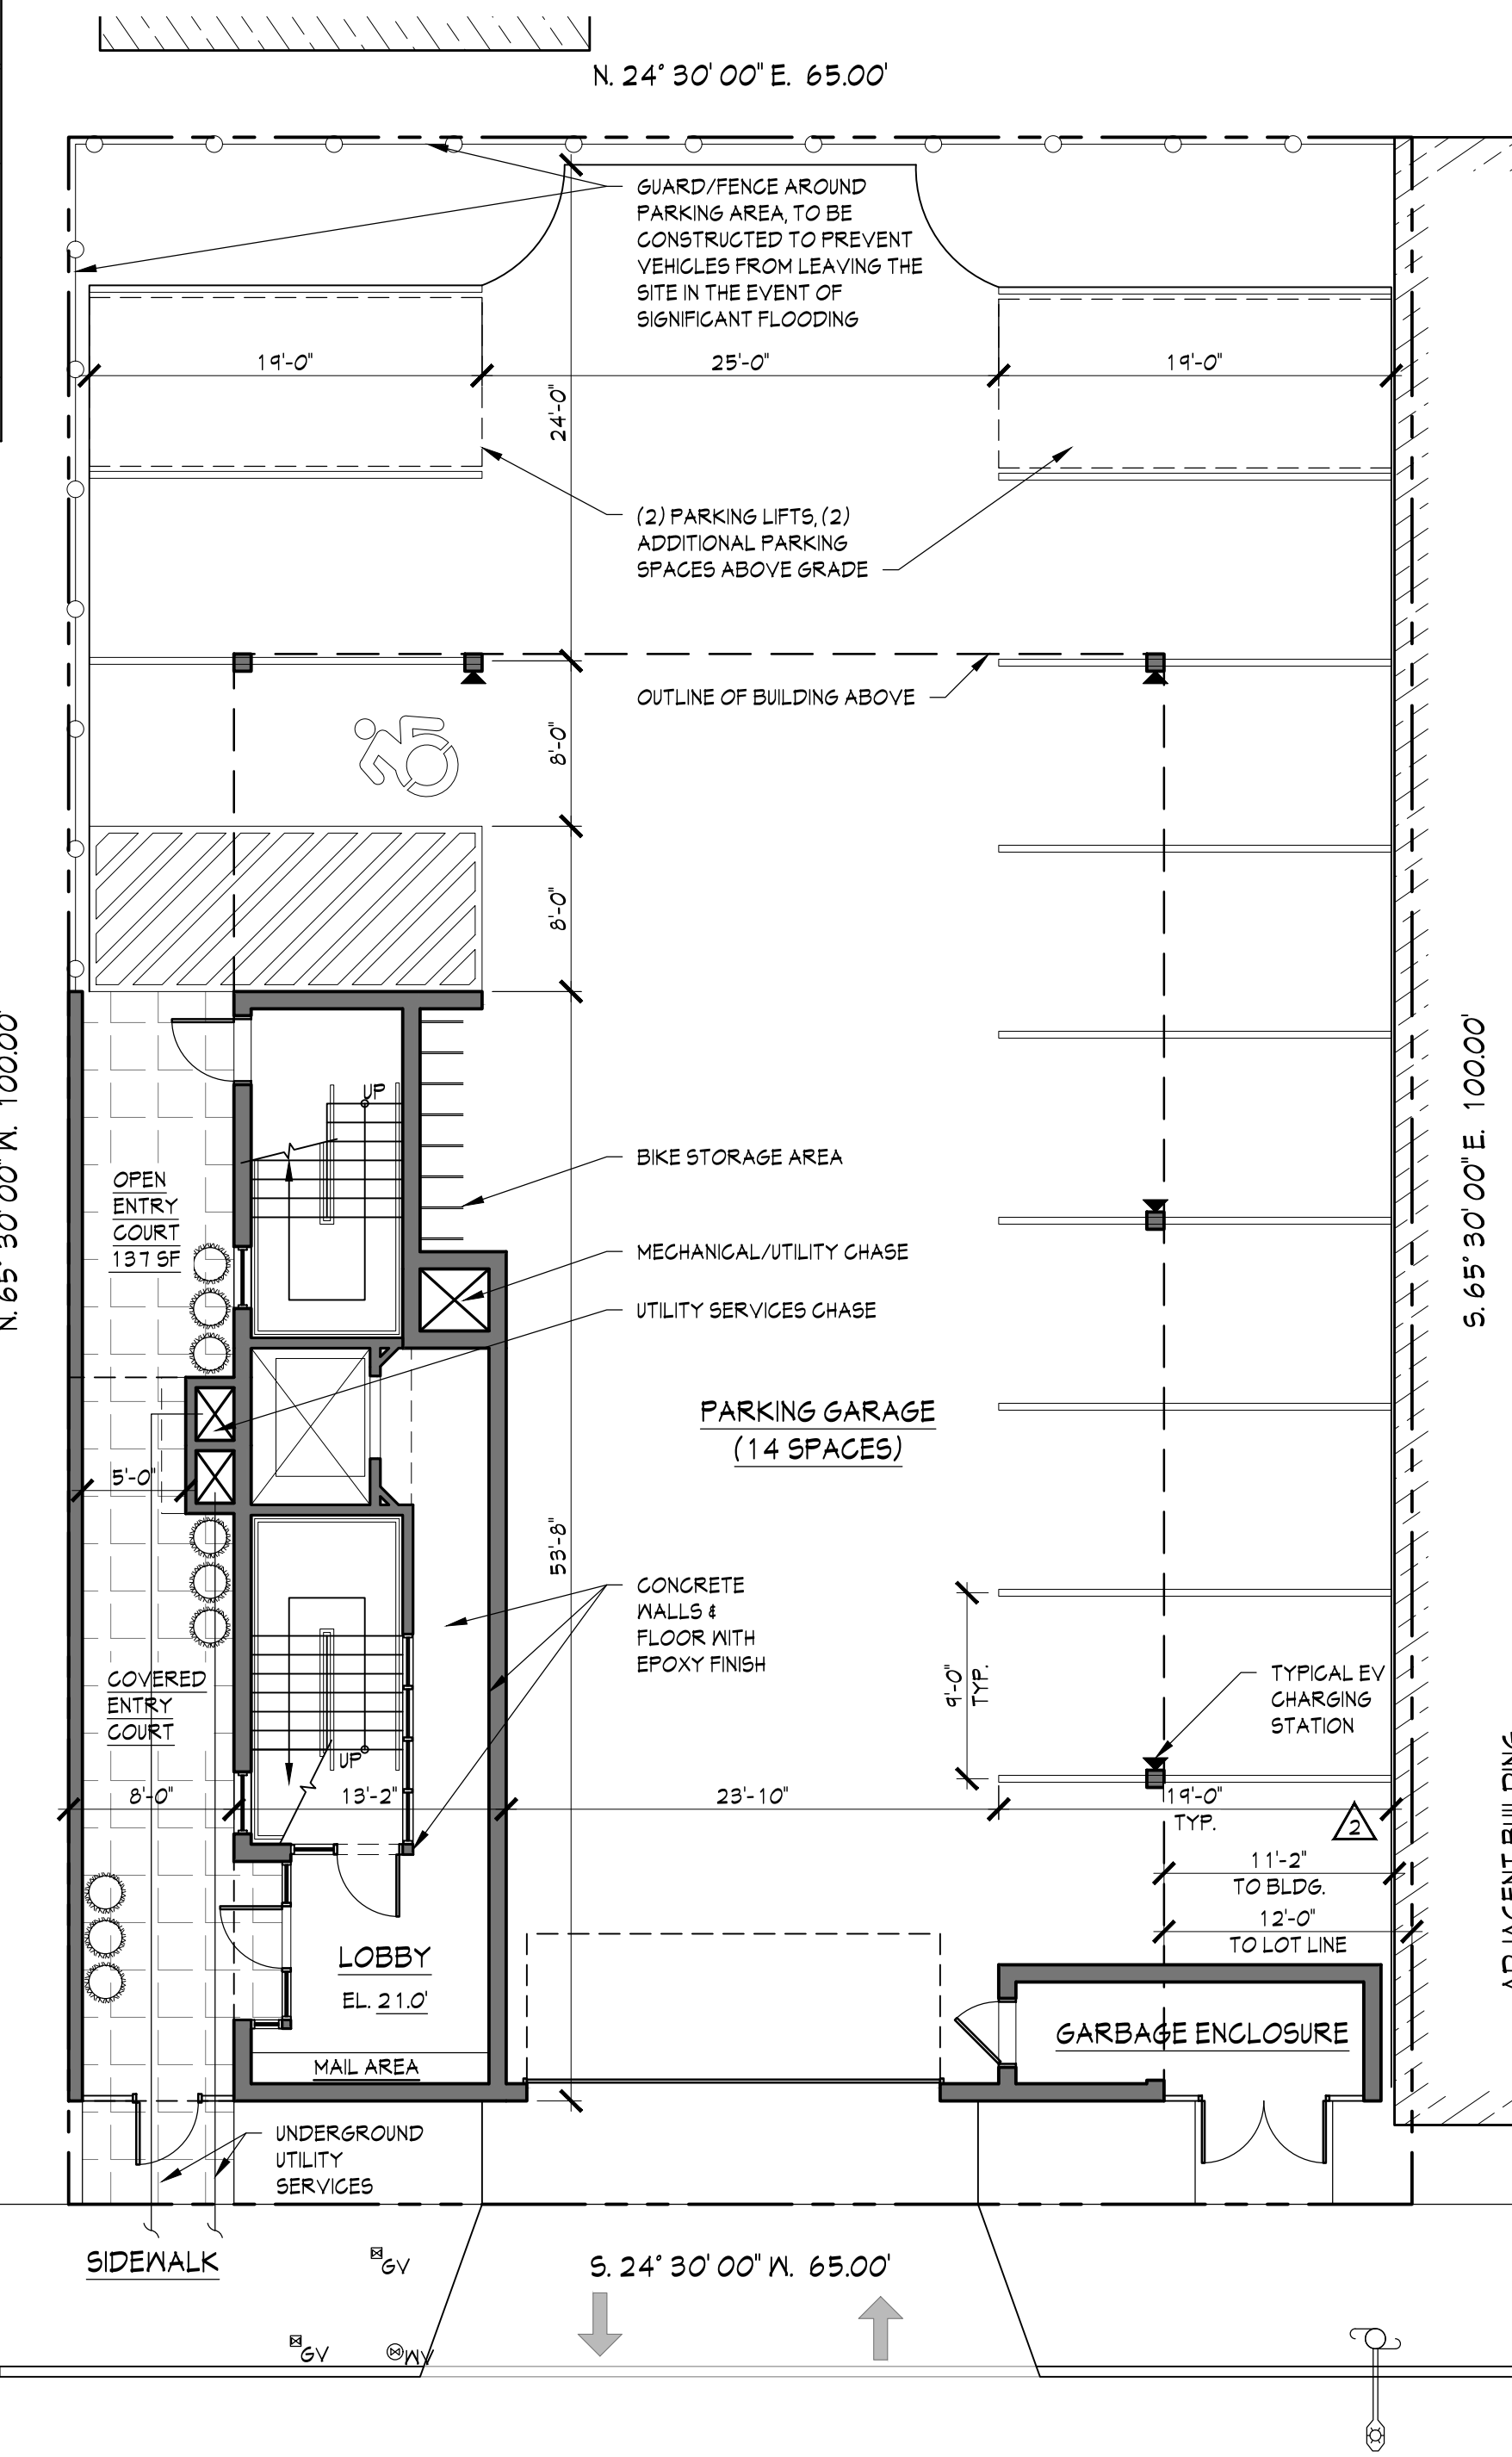 N. 24° 30' 00" E. 65.00'
GUARD/FENCE AROUND
PARKING AREA, TO BE
CONSTRUCTED TO PREVENT
VEHICLES FROM LEAVING THE
SITE IN THE EVENT OF
SIGNIFICANT FLOODING
19'-0"
25'-0"
19'-0"
24'-0"
(2) PARKING LIFTS, (2)
ADDITIONAL PARKING
SPACES ABOVE GRADE
OUTLINE OF BUILDING ABOVE
8'-0"
8'-0"
N. 65° 30' 00" W. 100.00'
S. 65° 30' 00" E. 100.00'
UP
OPEN
ENTRY
COURT
137 SF
BIKE STORAGE AREA
MECHANICAL/UTILITY CHASE
UTILITY SERVICES CHASE
PARKING GARAGE
(14 SPACES)
5'-0"
53'-8"
CONCRETE
WALLS &
FLOOR WITH
EPOXY FINISH
9'-0"
TYP.
TYPICAL EV
CHARGING
STATION
COVERED
ENTRY
COURT
UP
8'-0"
13'-2"
23'-10"
19'-0"
TYP.
2
11'-2"
TO BLDG.
12'-0"
TO LOT LINE
ADJACENT BUILDING
LOBBY
EL. 21.0'
GARBAGE ENCLOSURE
MAIL AREA
UNDERGROUND
UTILITY
SERVICES
SIDEWALK
GV
S. 24° 30' 00" W. 65.00'
GV
WV